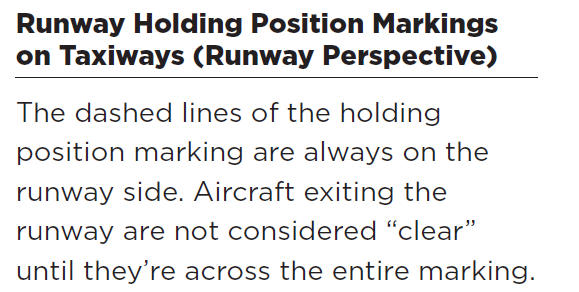 Runway Holding Position Markings
on Taxiways (Runway Perspective)
The dashed lines of the holding
position marking are always on the
runway side. Aircraft exiting the
runway are not considered “clear”
until they’re across the entire marking.